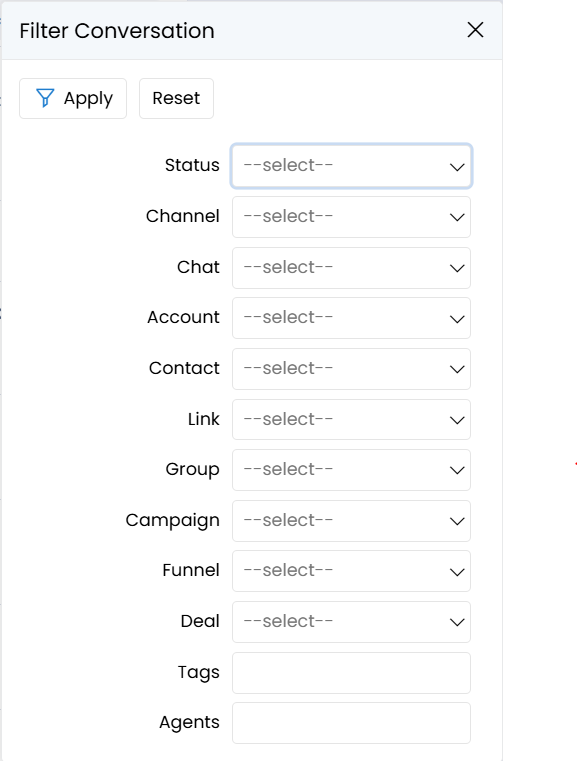 Filter Conversation
Apply Reset
Status --select--
Channel --select--
Chat --select--
Account --select--
Contact --select--
Link --select--
Group --select--
Campaign --select--
Funnel --select--
Deal --select--
Tags
Agents